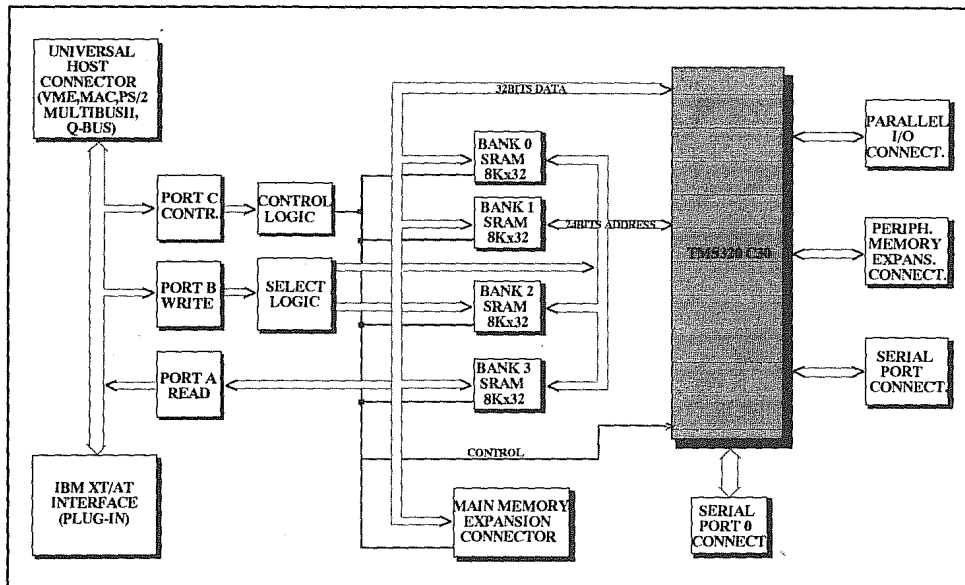 UNIVERSAL
HOST
CONNECTOR
(VME,MAC,PS/2
MULTIBUSII,
Q-BUS)
PORT C
CONTR.
CONTROL
LOGIC
PORT B
WRITE
SELECT
LOGIC
PORT A
READ
IBM XT/AT
INTERFACE
(PLUG-IN)
32BITS DATA
BANK 0
SRAM
8Kx32
BANK 1
SRAM
8Kx32
24BITS ADDRESS
BANK 2
SRAM
8Kx32
BANK 3
SRAM
8Kx32
CONTROL
MAIN MEMORY
EXPANSION
CONNECTOR
TMS320 C30
PARALLEL
I/O
CONNECT.
PERIPH.
MEMORY
EXPANS.
CONNECT.
SERIAL
PORT
CONNECT.
SERIAL
PORT 0
CONNECT